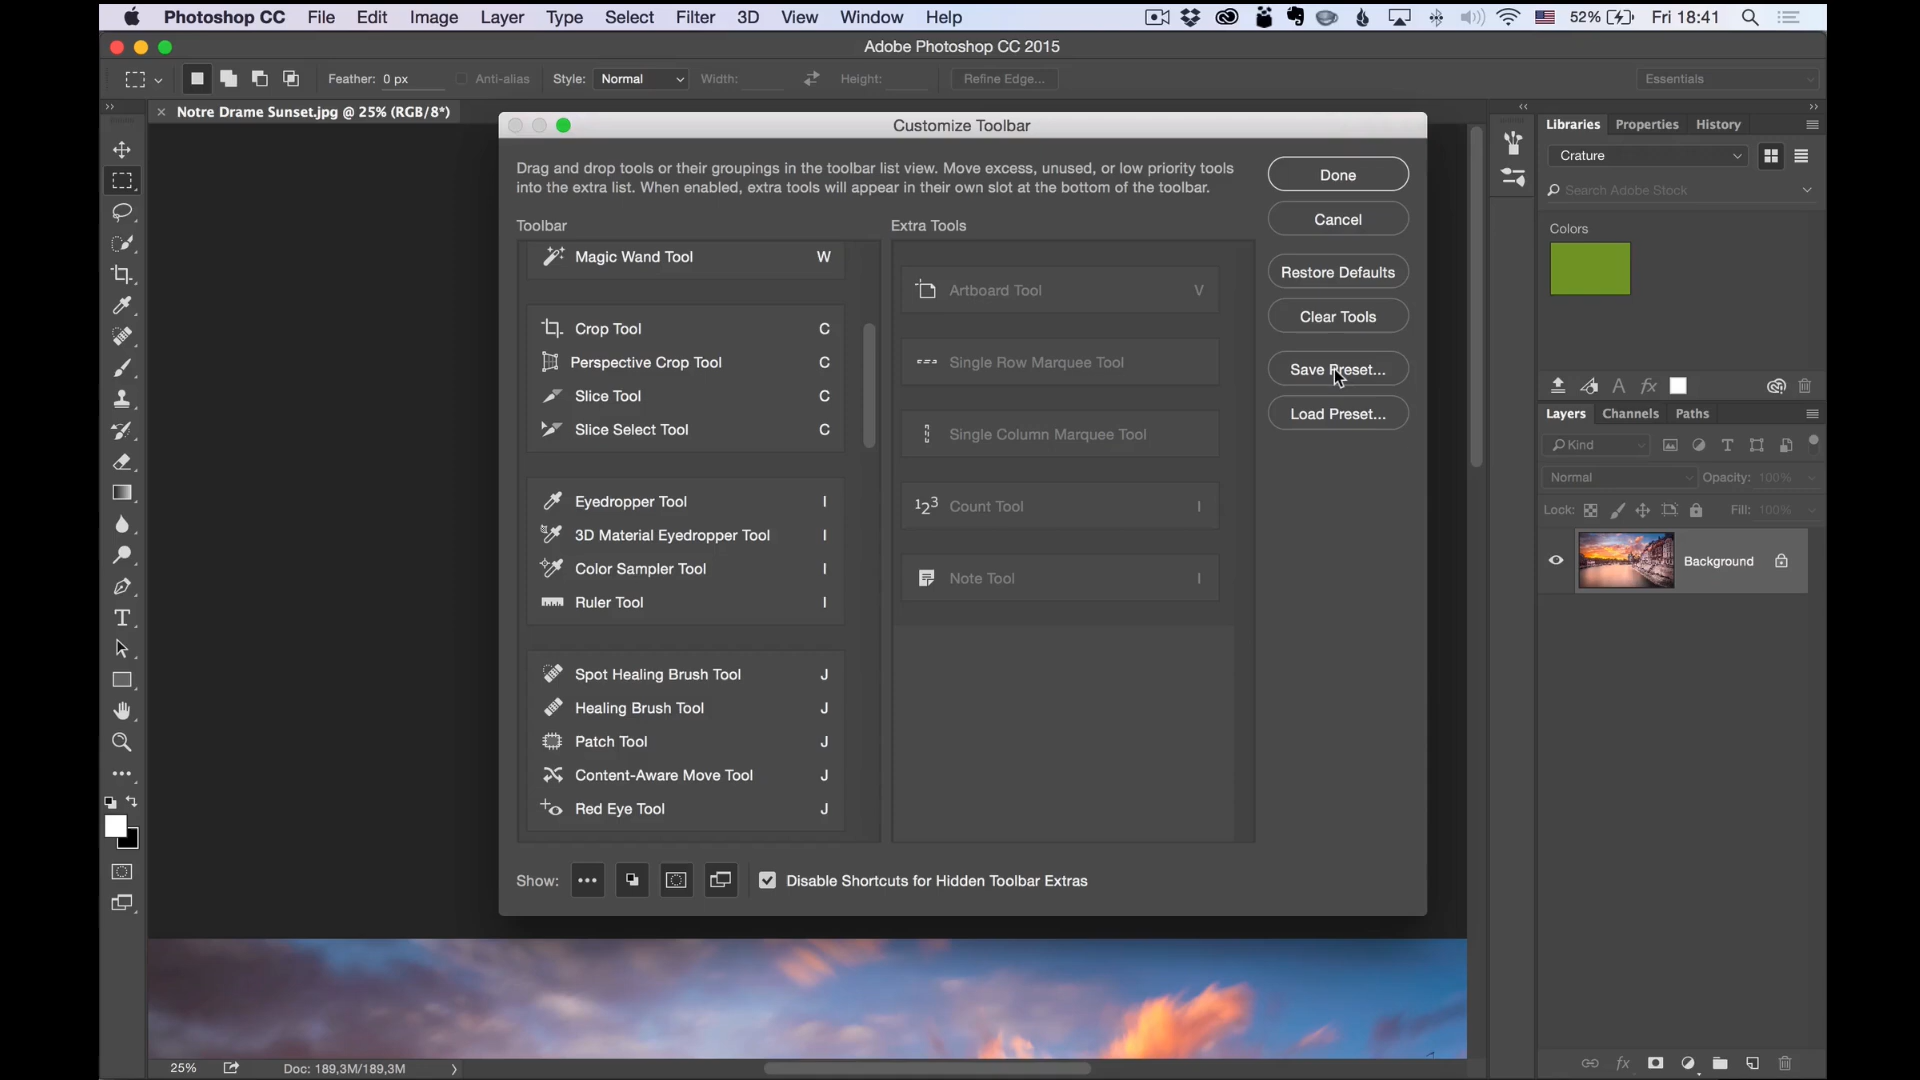 Photoshop CC File Edit Image Layer Type Select Filter 3D View Window Help 52% Fri 18:41
Adobe Photoshop CC 2015
Feather: 0 px Anti-alias Style: Normal Width: Height: Refine Edge... Essentials
Notre Drame Sunset.jpg @ 25% (RGB/8*)
Customize Toolbar
Drag and drop tools or their groupings in the toolbar list view. Move excess, unused, or low priority tools
into the extra list. When enabled, extra tools will appear in their own slot at the bottom of the toolbar.
Toolbar
Magic Wand Tool W
Crop Tool C
Perspective Crop Tool C
Slice Tool C
Slice Select Tool C
Eyedropper Tool I
3D Material Eyedropper Tool I
Color Sampler Tool I
Ruler Tool I
Spot Healing Brush Tool J
Healing Brush Tool J
Patch Tool J
Content-Aware Move Tool J
Red Eye Tool J
Extra Tools
Artboard Tool V
Single Row Marquee Tool
Single Column Marquee Tool
123 Count Tool I
Note Tool I
Done
Cancel
Restore Defaults
Clear Tools
Save Preset...
Load Preset...
Show: Disable Shortcuts for Hidden Toolbar Extras
Libraries Properties History
Crature
Search Adobe Stock
Colors
A fx
Layers Channels Paths
Kind T
Normal Opacity: 100%
Lock: Fill: 100%
Background
fx
T
25% Doc: 189,3M/189,3M